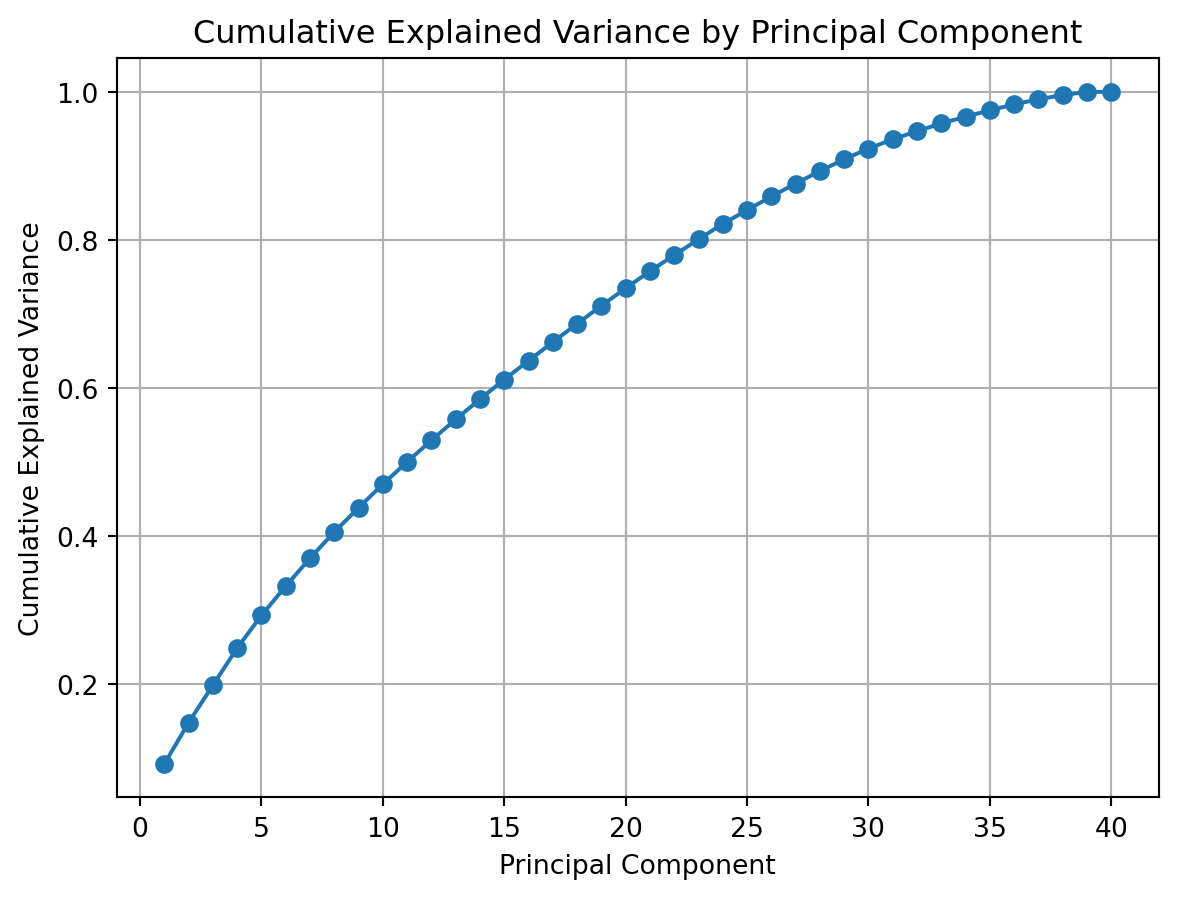 Cumulative Explained Variance by Principal Component
Cumulative Explained Variance
1.0
0.8
0.6
0.4
0.2
0 5 10 15 20 25 30 35 40
Principal Component